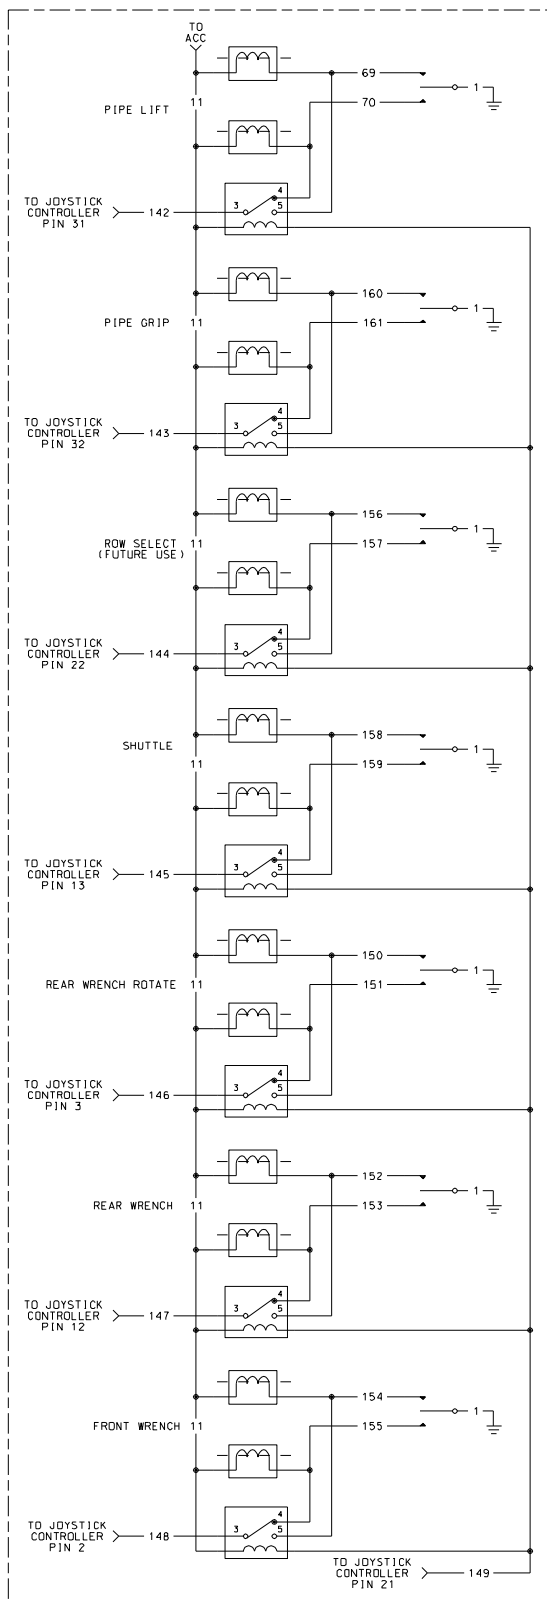 TO
ACC
69
PIPE LIFT 11 70 1
4
TO JOYSTICK
CONTROLLER 142 3 5
PIN 31
160
PIPE GRIP 11 161 1
4
TO JOYSTICK
CONTROLLER 143 3 5
PIN 32
156
ROW SELECT 11 157 1
(FUTURE USE)
4
TO JOYSTICK
CONTROLLER 144 3 5
PIN 22
158
SHUTTLE 1
11 159
4
TO JOYSTICK
CONTROLLER 145 3 5
PIN 13
150
REAR WRENCH ROTATE 11 151 1
4
TO JOYSTICK
CONTROLLER 146 3 5
PIN 3
152
REAR WRENCH 11 153 1
4
TO JOYSTICK
CONTROLLER 147 3 5
PIN 12
154
FRONT WRENCH 11 155 1
4
TO JOYSTICK
CONTROLLER 148 3 5
PIN 2
TO JOYSTICK
CONTROLLER 149
PIN 21